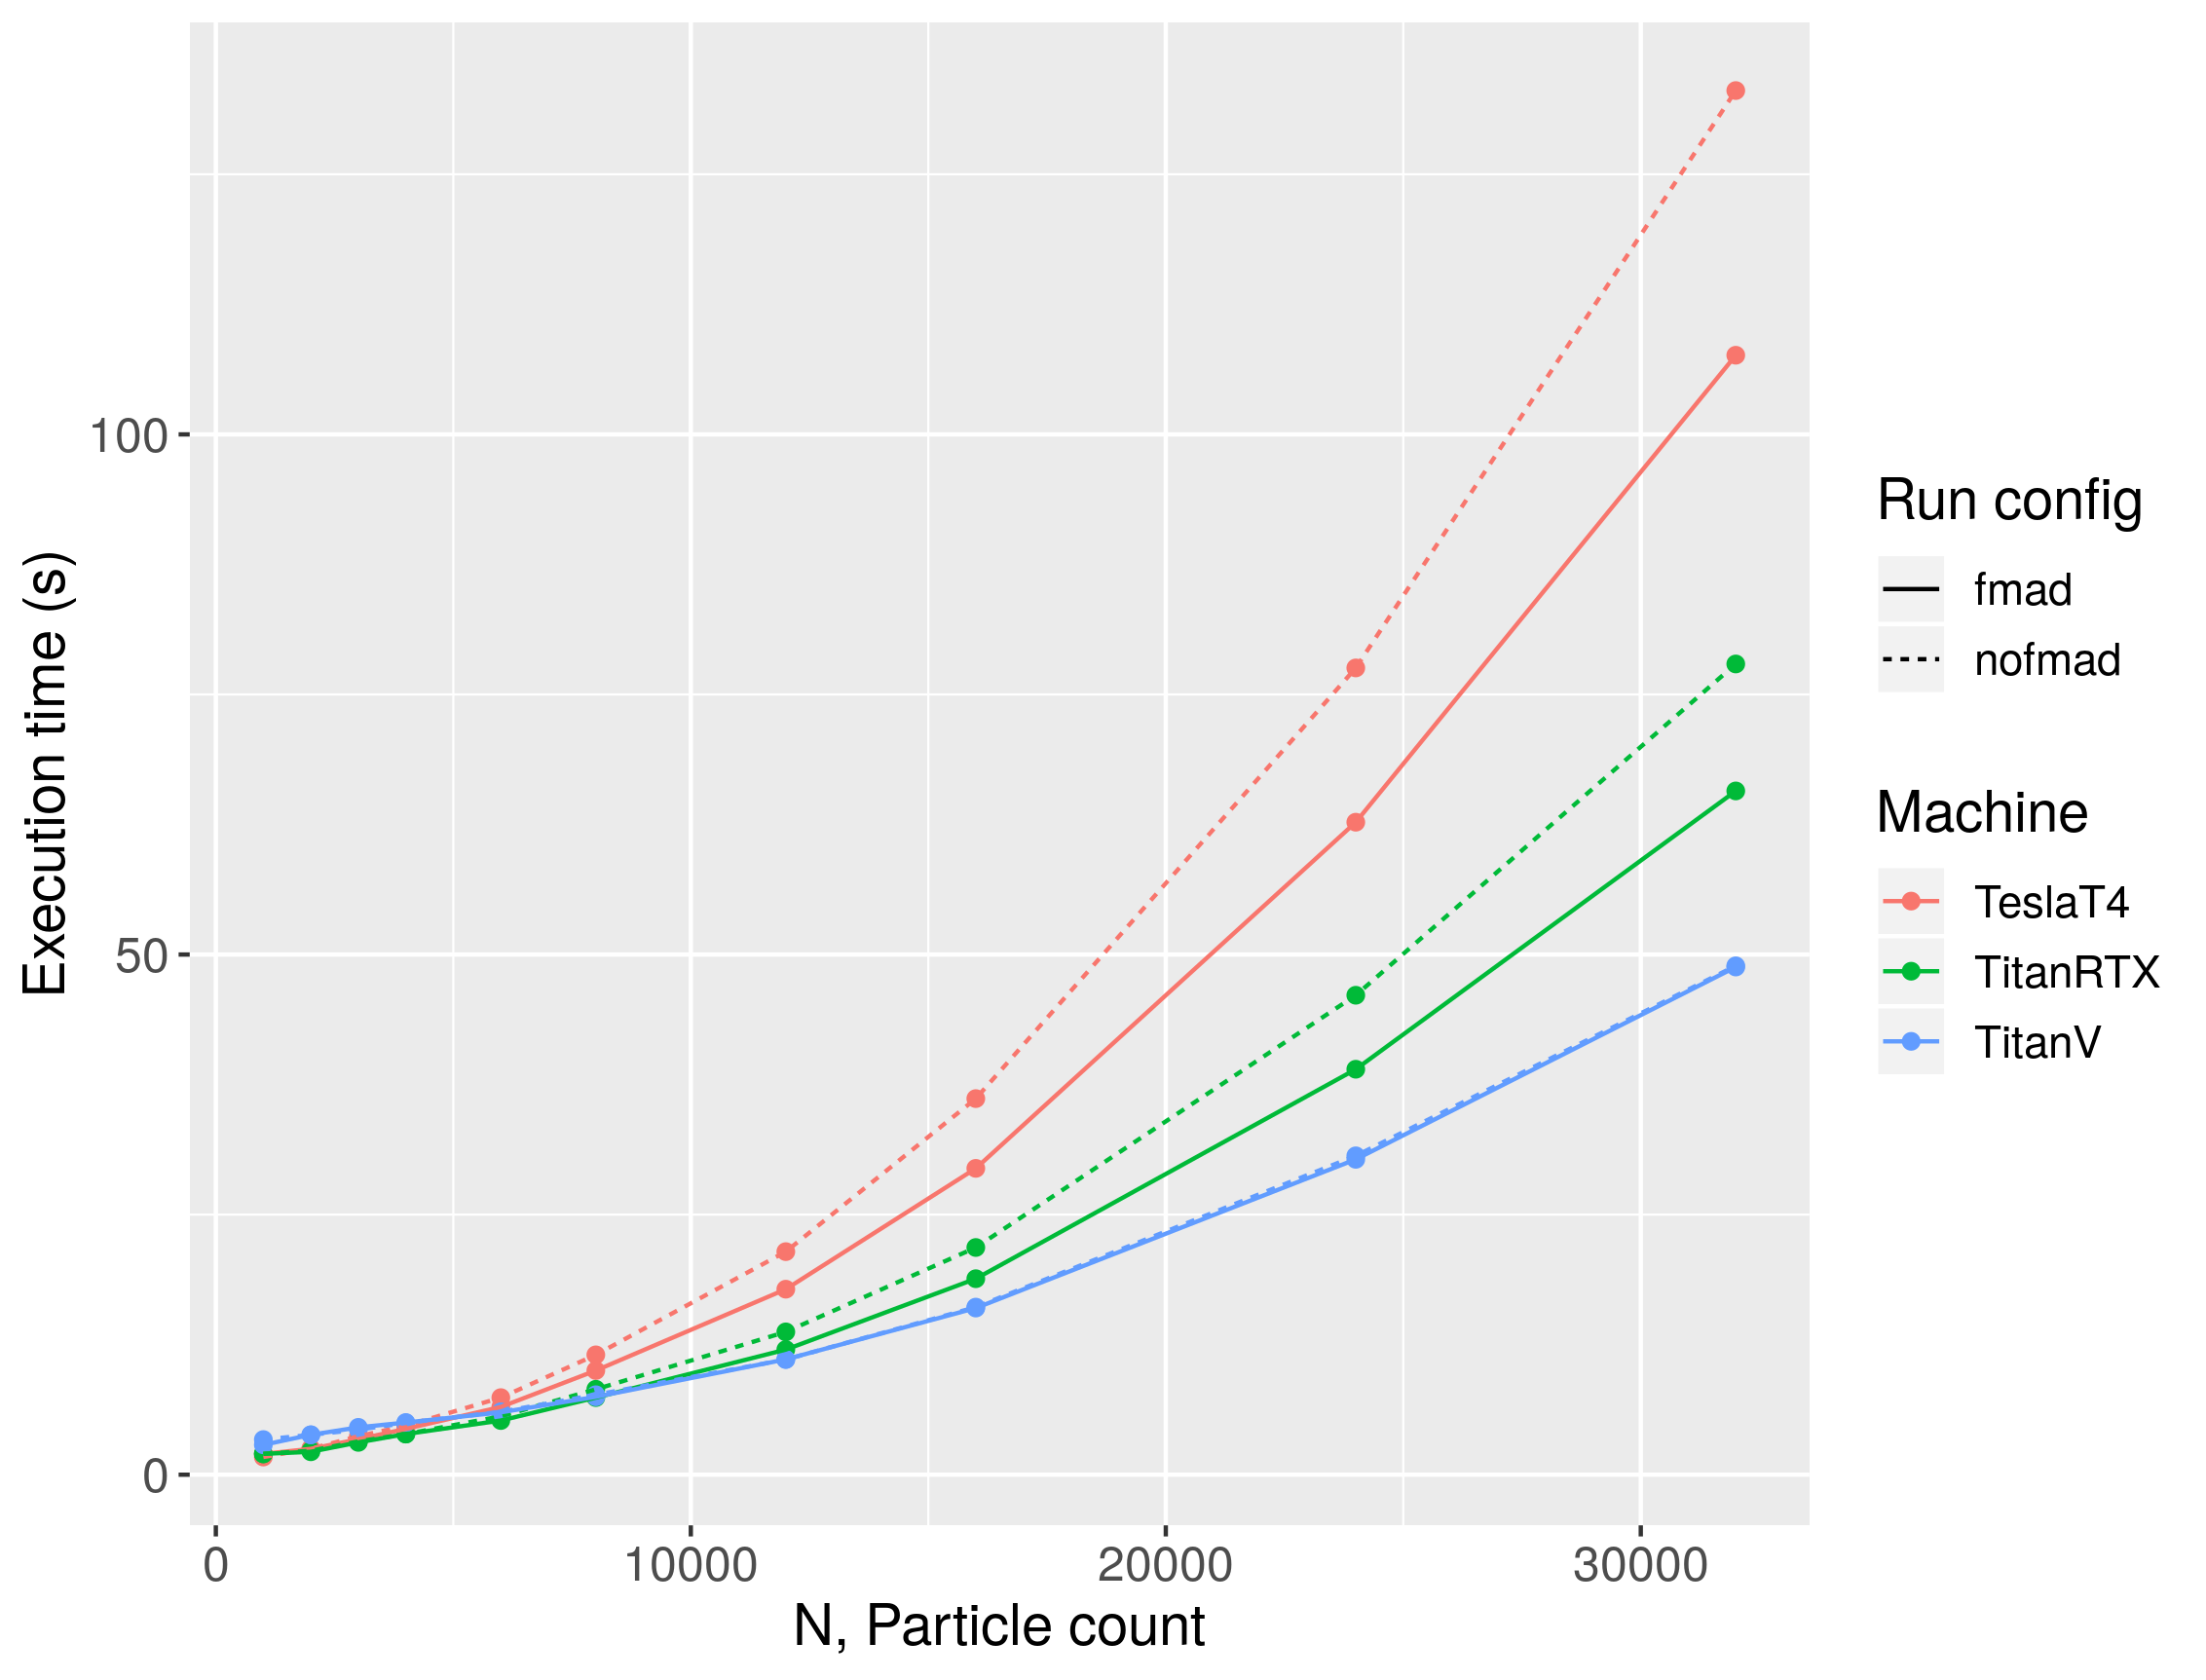 Execution time (s)
100
50
0
0 10000 20000 30000
N, Particle count
Run config
fmad
nofmad
Machine
TeslaT4
TitanRTX
TitanV